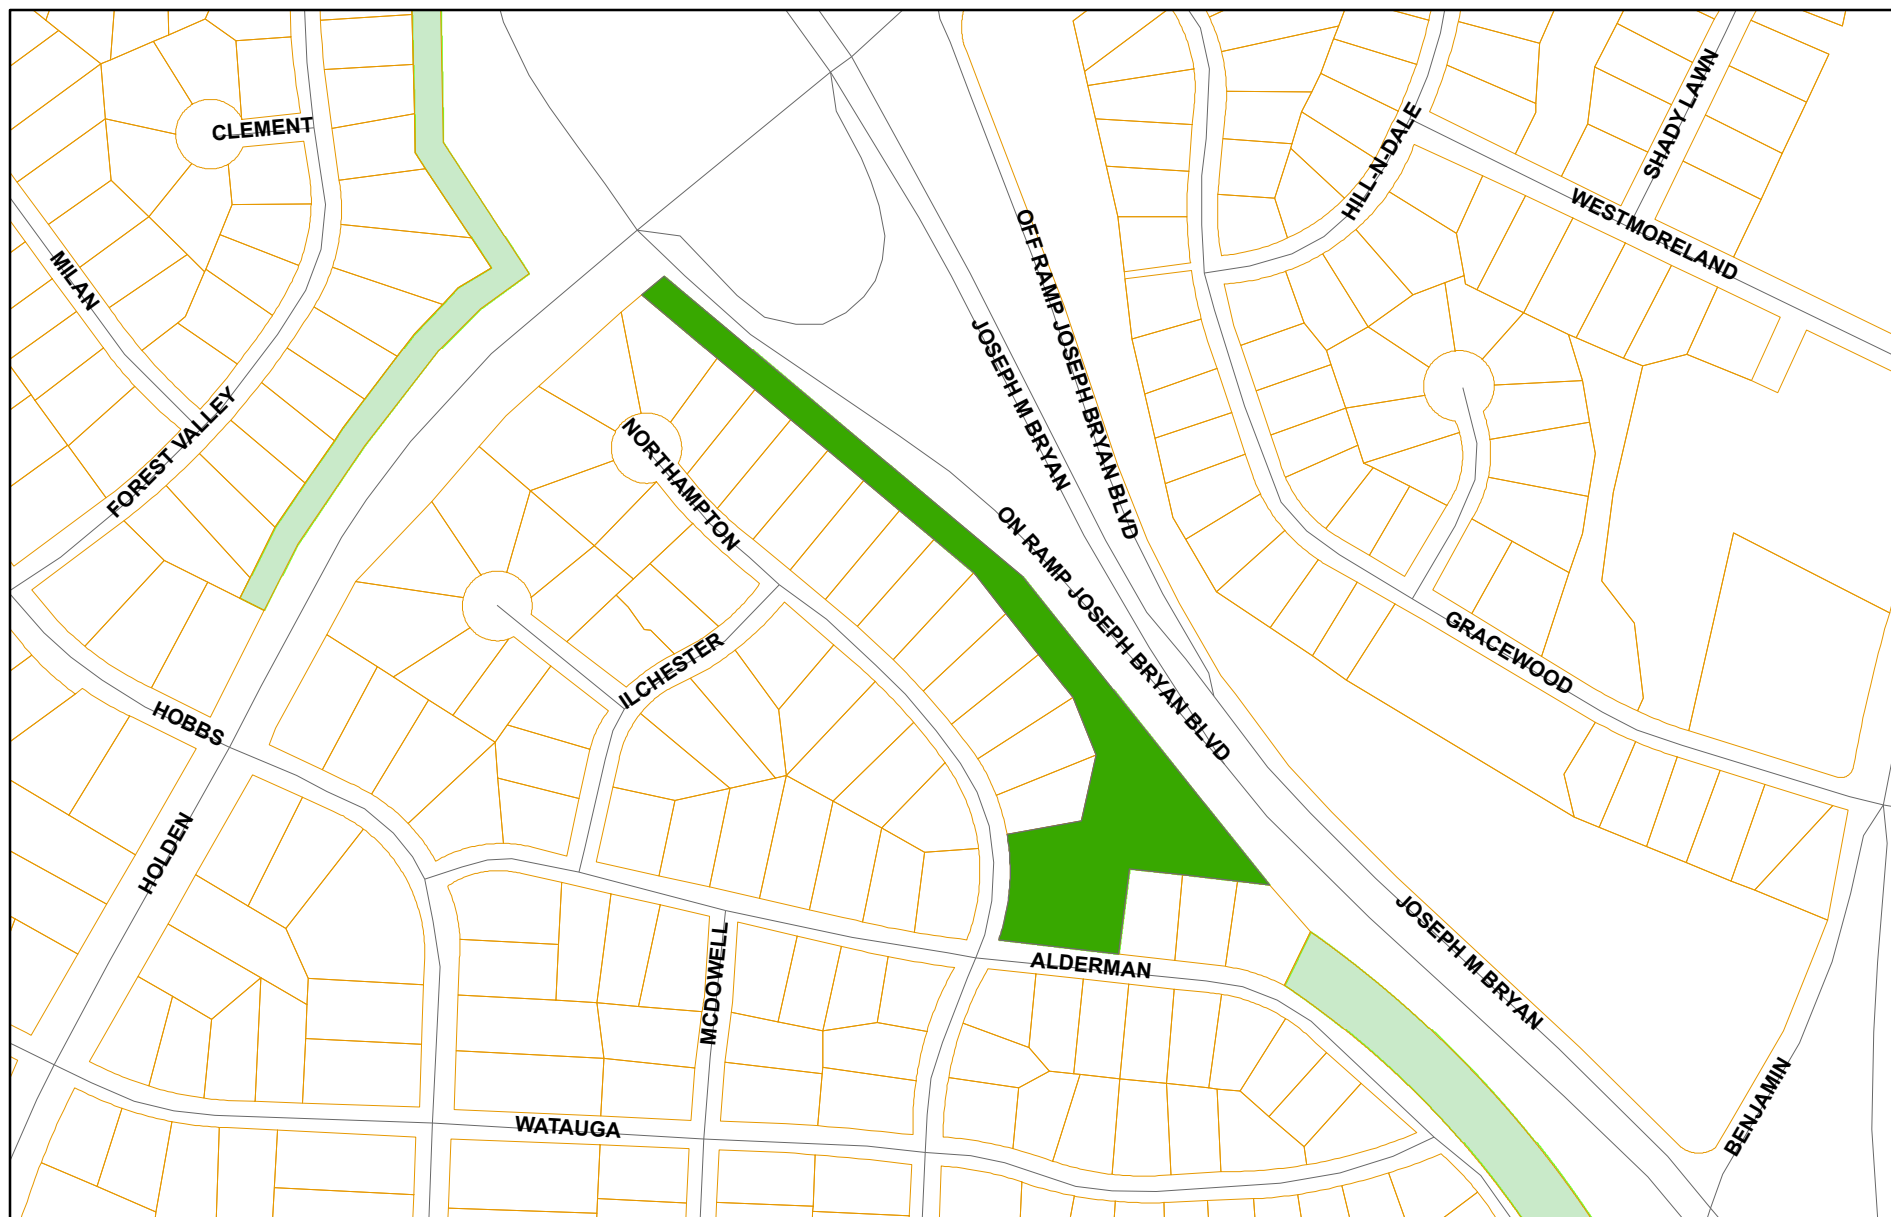 CLEMENT
SHADY LAWN
HILL-N-DALE
WESTMORELAND
MILAN
OFF RAMP JOSEPH BRYAN BLVD
JOSEPH M BRYAN
FOREST VALLEY
NORTHAMPTON
ON RAMP JOSEPH BRYAN BLVD
GRACEWOOD
ILCHESTER
HOBBS
HOLDEN
JOSEPH M BRYAN
MCDOWELL
ALDERMAN
BENJAMIN
WATAUGA